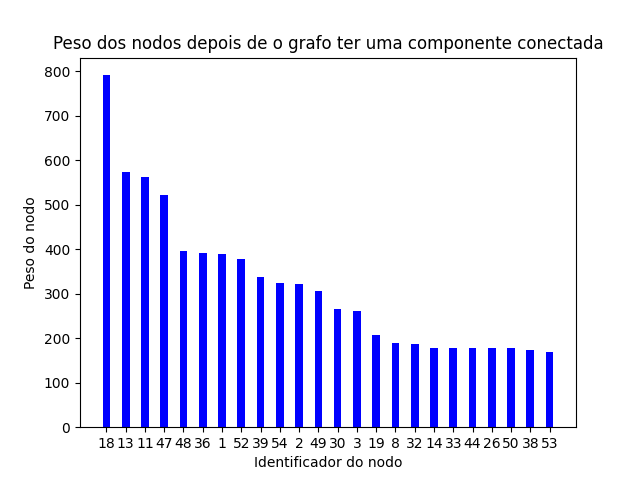 Peso dos nodos depois de o grafo ter uma componente conectada
800
700
600
500
400
300
200
100
0
Peso do nodo
18 13 11 47 48 36 1 52 39 54 2 49 30 3 19 8 32 14 33 44 26 50 38 53
Identificador do nodo